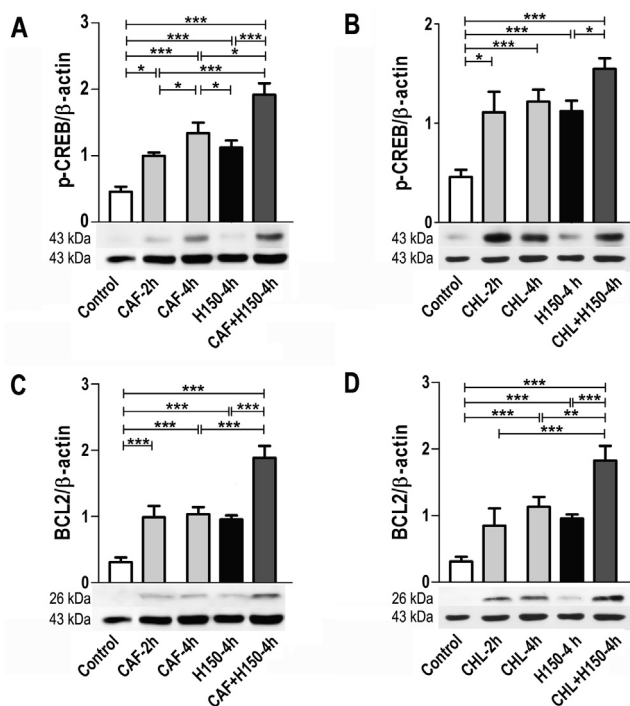 A
p-CREB/β-actin
3
2
1
0
***
*** ***
*** *
* ***
* *
43 kDa
43 kDa
Control
CAF-2h
CAF-4h
H150-4h
CAF+H150-4h
B
p-CREB/β-actin
2
1
0
***
*** *
***
*
43 kDa
43 kDa
Control
CHL-2h
CHL-4h
H150-4 h
CHL+H150-4h
C
BCL2/β-actin
3
2
1
0
***
*** ***
*** ***
***
26 kDa
43 kDa
Control
CAF-2h
CAF-4h
H150-4h
CAF+H150-4h
D
BCL2/β-actin
3
2
1
0
***
*** ***
*** **
***
26 kDa
43 kDa
Control
CHL-2h
CHL-4h
H150-4 h
CHL+H150-4h